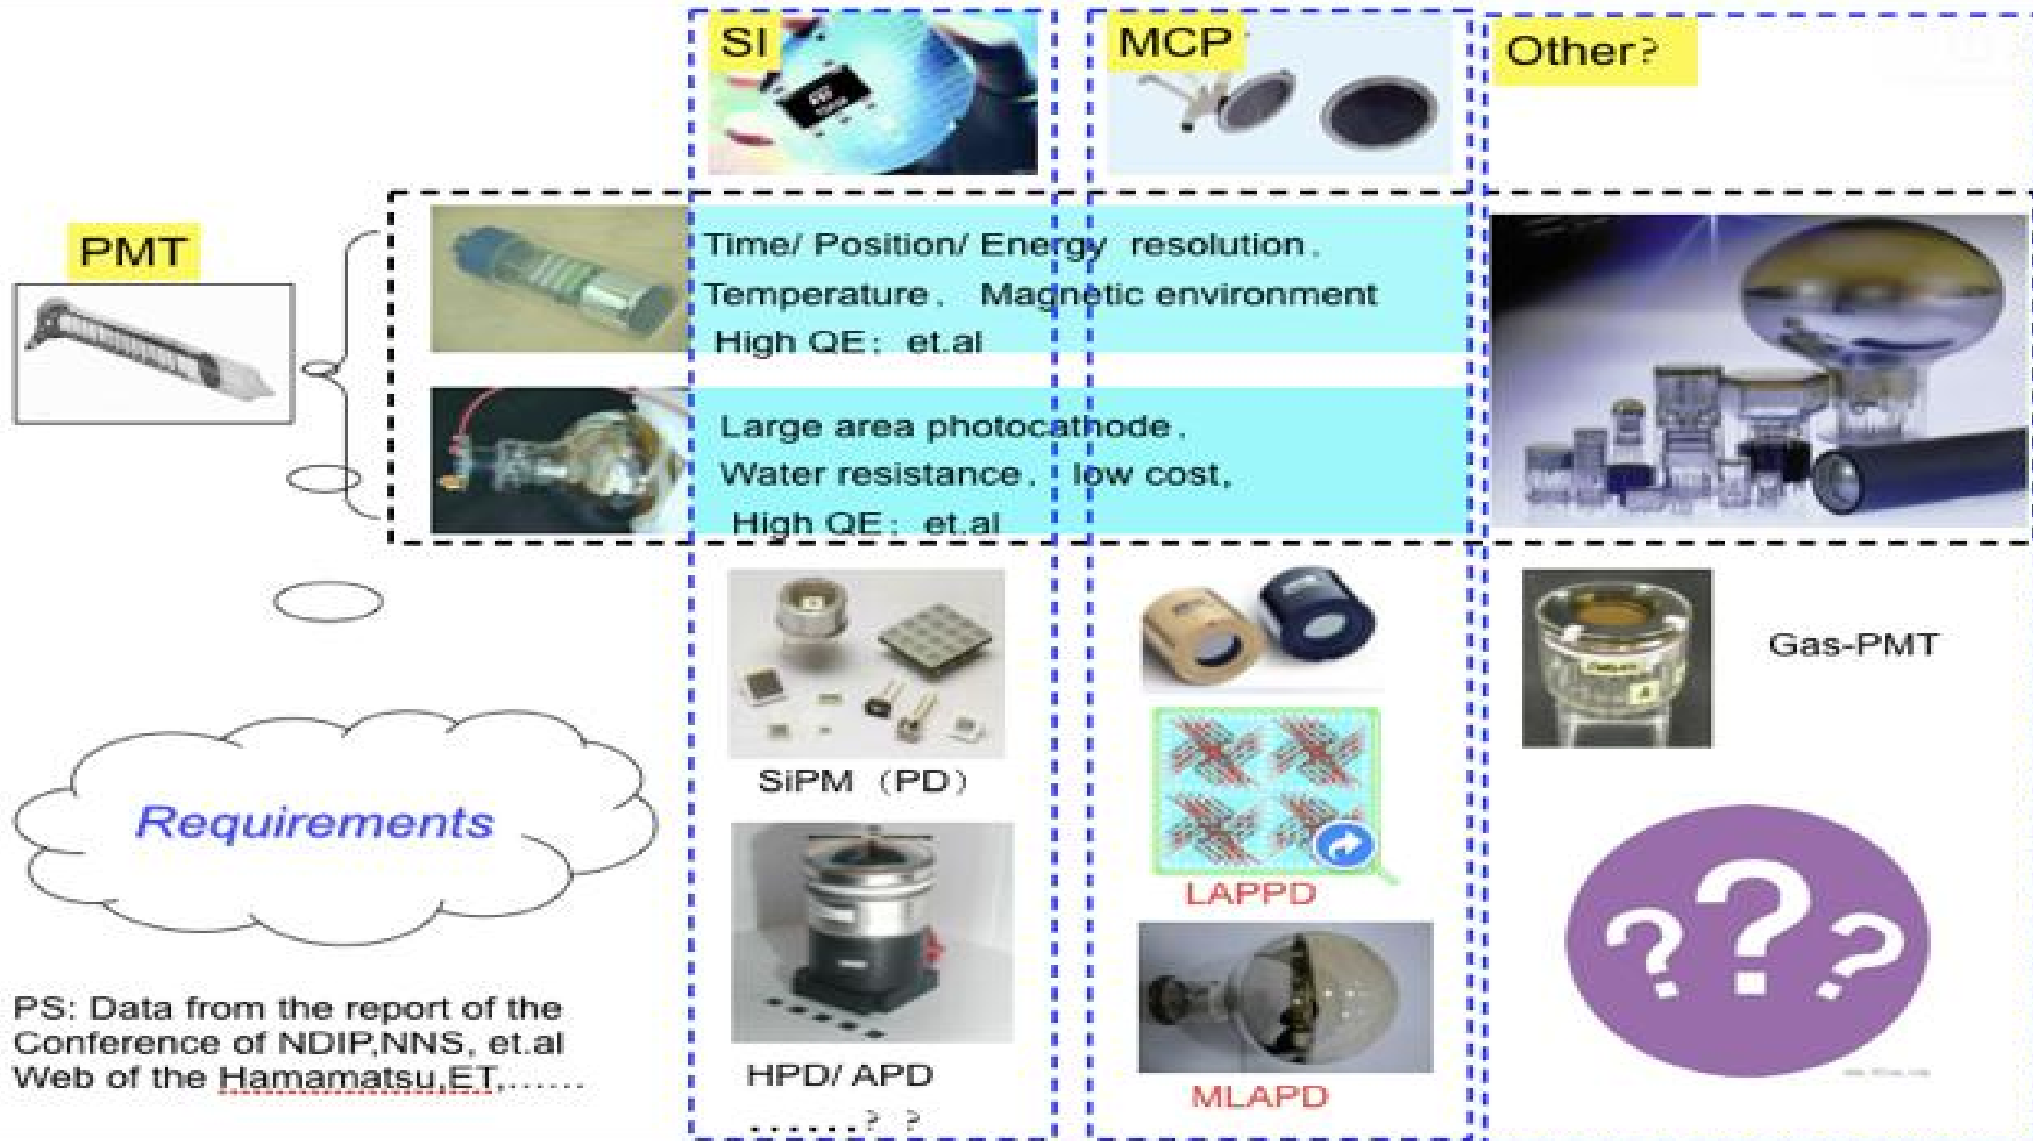 SI
MCP
Other?
PMT
Time/ Position/ Energy resolution.
Temperature. Magnetic environment
High QE: et.al
Large area photocathode.
Water resistance. low cost,
High QE: et.al
Gas-PMT
SiPM (PD)
Requirements
LAPPD
???
PS: Data from the report of the
Conference of NDIP,NNS, et.al
Web of the Hamamatsu,ET,......
HPD/ APD
......? ?
MLAPD